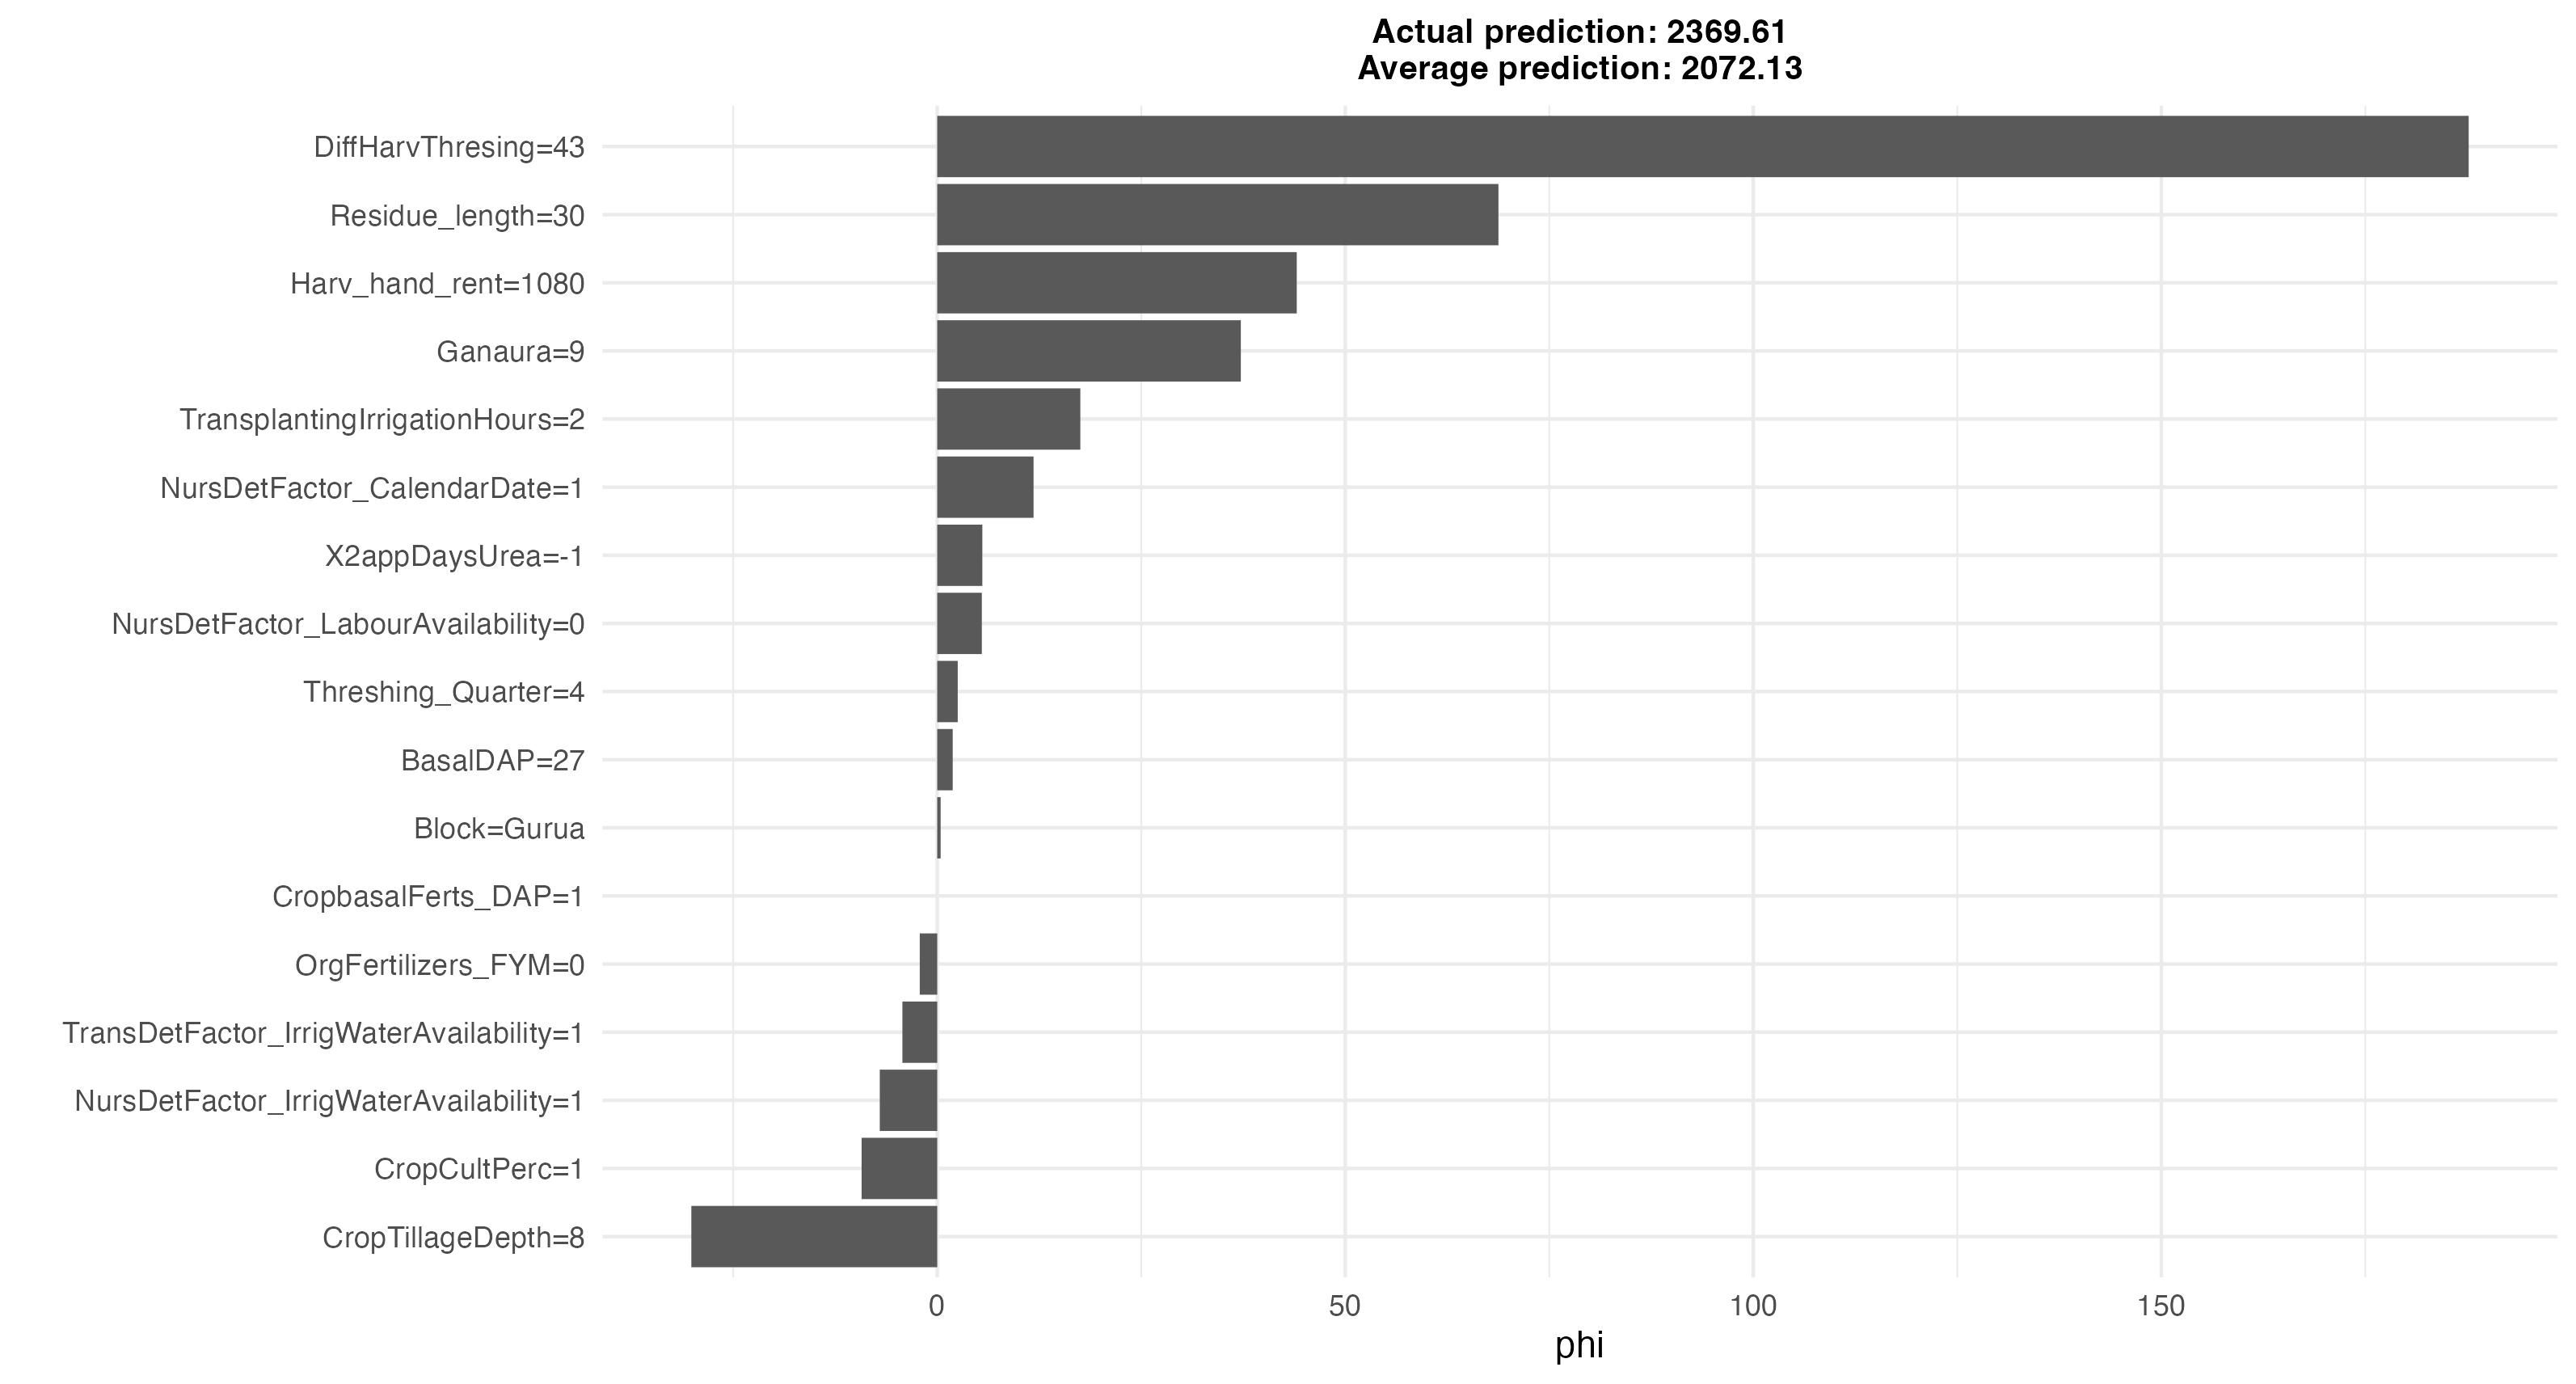 Actual prediction: 2369.61
Average prediction: 2072.13
DiffHarvThresing=43
Residue_length=30
Harv_hand_rent=1080
Ganaura=9
TransplantingIrrigationHours=2
NursDetFactor_CalendarDate=1
X2appDaysUrea=-1
NursDetFactor_LabourAvailability=0
Threshing_Quarter=4
BasalDAP=27
Block=Gurua
CropbasalFerts_DAP=1
OrgFertilizers_FYM=0
TransDetFactor_IrrigWaterAvailability=1
NursDetFactor_IrrigWaterAvailability=1
CropCultPerc=1
CropTillageDepth=8
0 50 100 150
phi